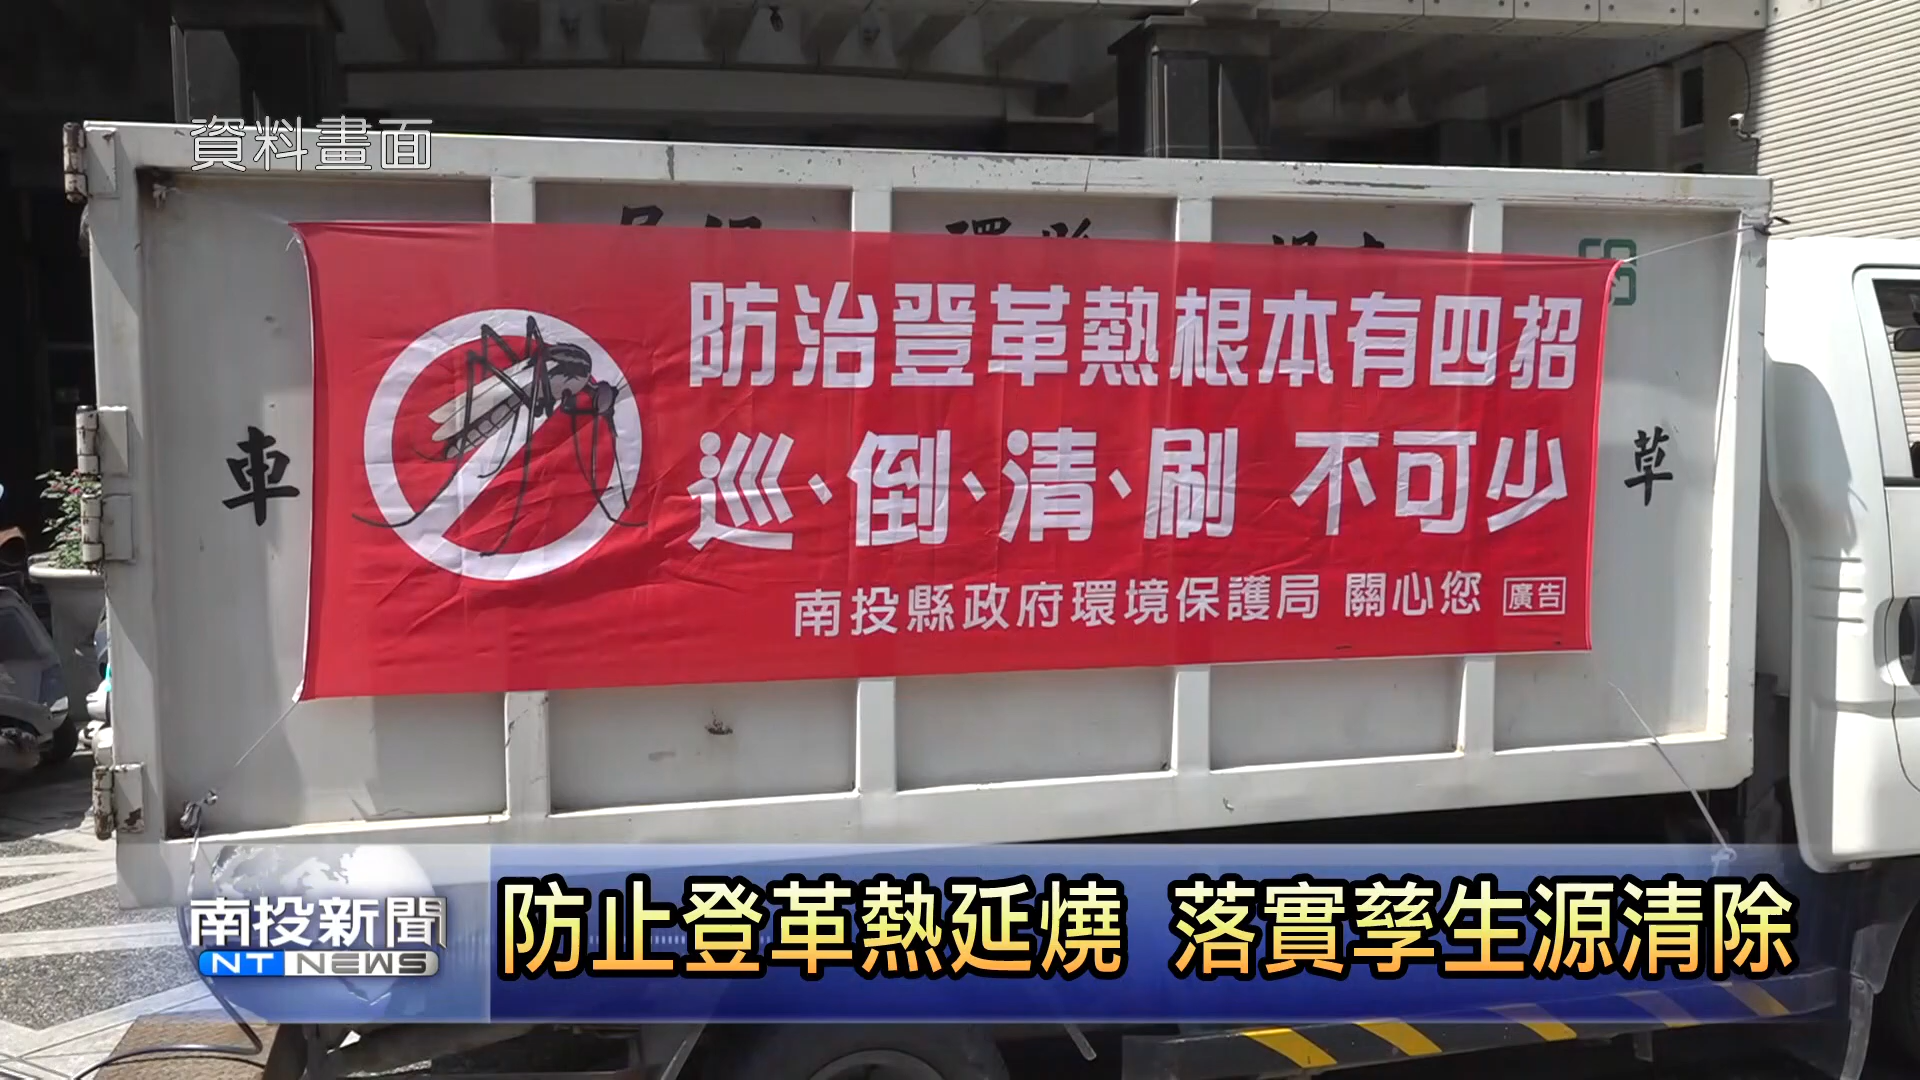 資料畫面
防治登革熱根本有四招
巡、倒、清、刷 不可少
南投縣政府環境保護局 關心您 廣告
車
草
南投新聞
NT NEWS
防止登革熱延燒 落實孳生源清除